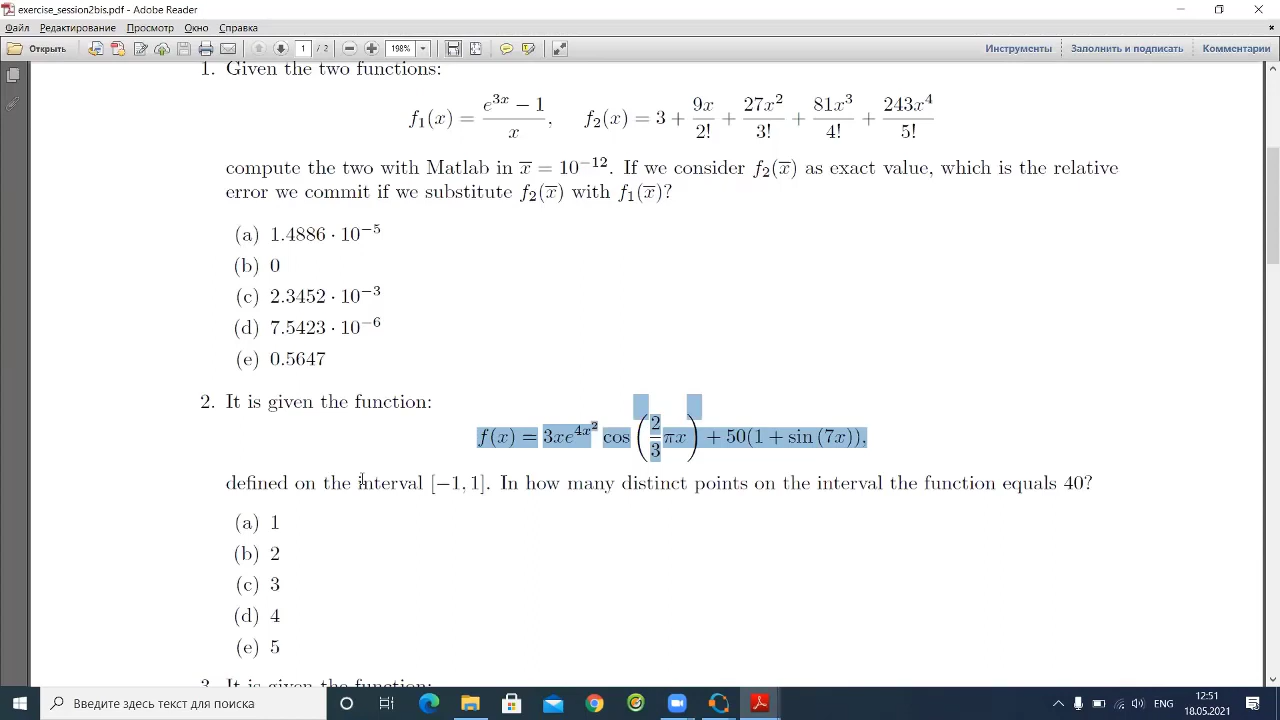 exercise_session2bis.pdf - Adobe Reader
Файл Редактирование Просмотр Окно Справка
Открыть 1 / 2 198% Инструменты Заполнить и подписать Комментарии
1. Given the two functions:
f₁(x) = (e^{3x} − 1)/x, f₂(x) = 3 + 9x/2! + 27x²/3! + 81x³/4! + 243x⁴/5!
compute the two with Matlab in x̅ = 10⁻¹². If we consider f₂(x̅) as exact value, which is the relative
error we commit if we substitute f₂(x̅) with f₁(x̅)?
(a) 1.4886 · 10⁻⁵
(b) 0
(c) 2.3452 · 10⁻³
(d) 7.5423 · 10⁻⁶
(e) 0.5647
2. It is given the function:
f(x) = 3xe^{4x²} cos(2/3 πx) + 50(1 + sin (7x)),
defined on the interval [−1, 1]. In how many distinct points on the interval the function equals 40?
(a) 1
(b) 2
(c) 3
(d) 4
(e) 5
3. It is given the function:
Введите здесь текст для поиска
ENG
12:51
18.05.2021